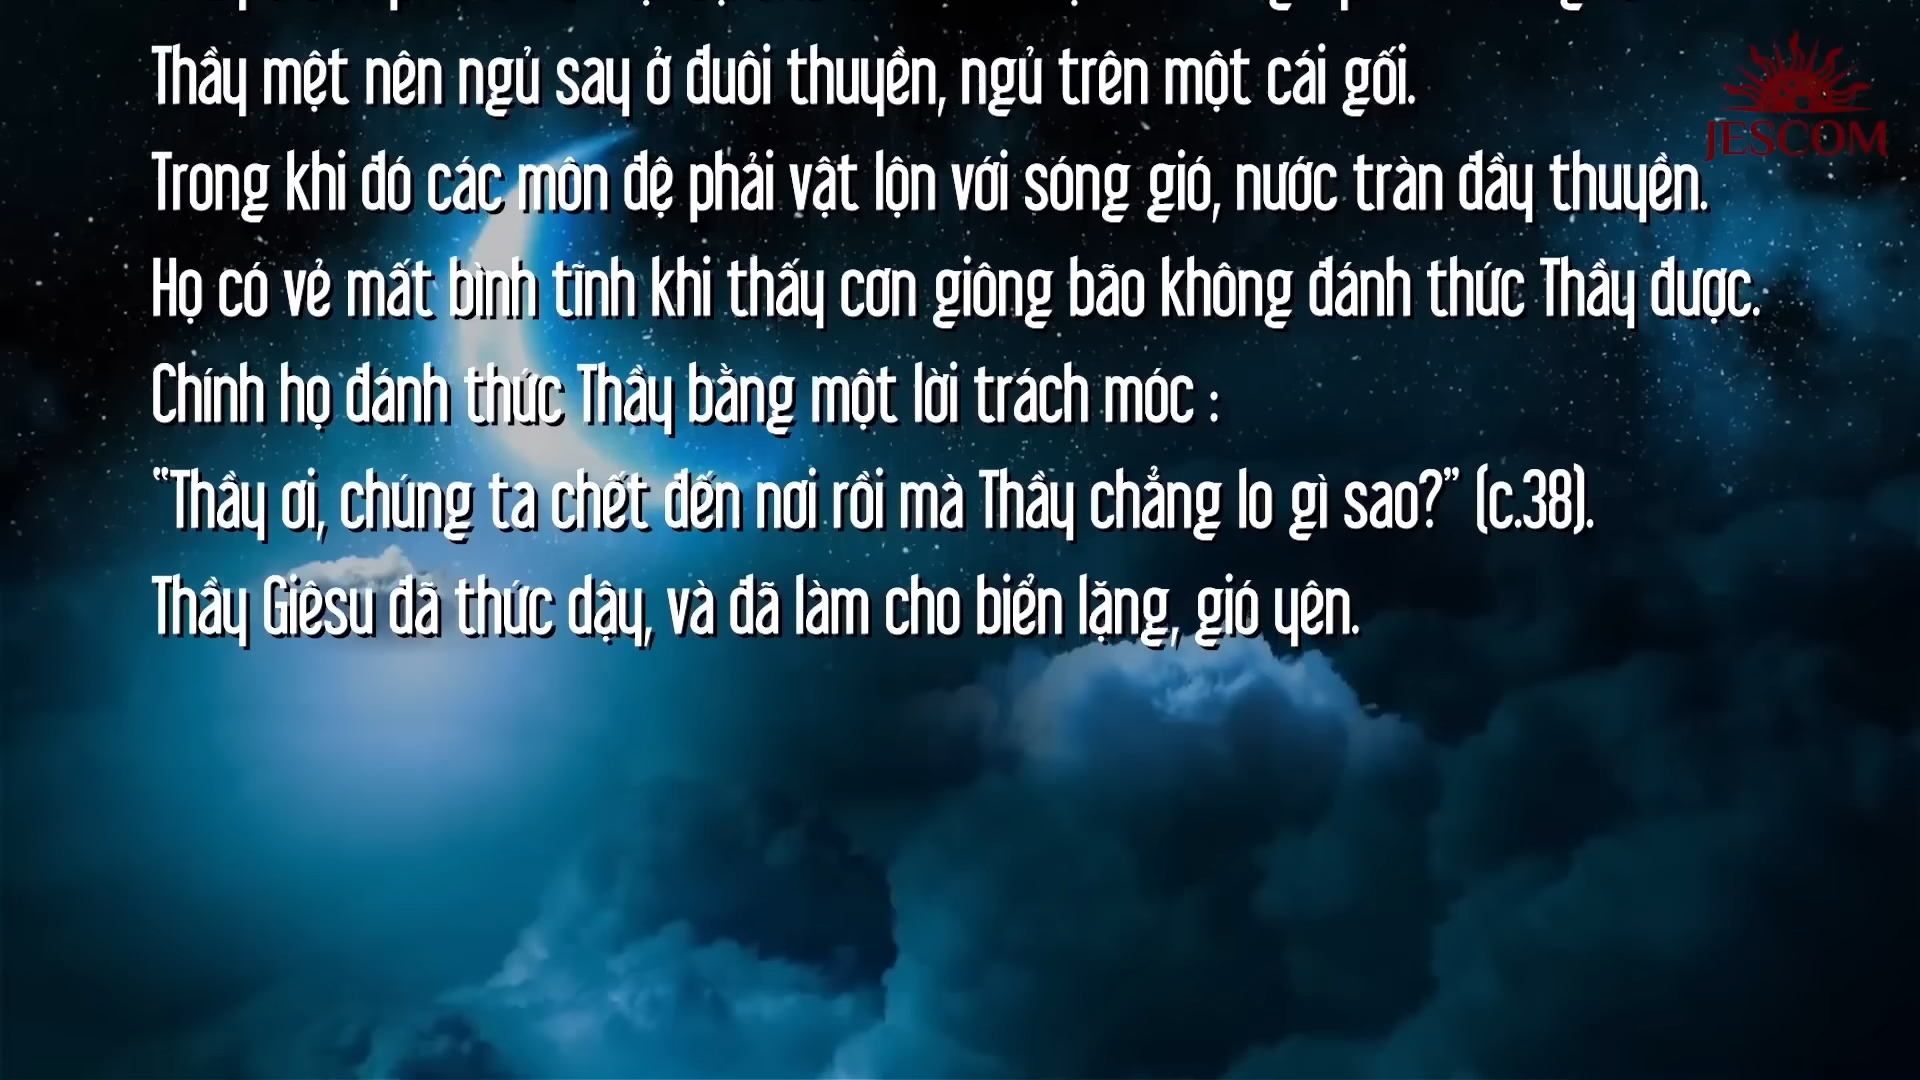 Thầy mệt nên ngủ say ở đuôi thuyền, ngủ trên một cái gối.
JESCOM
Trong khi đó các môn đệ phải vật lộn với sóng gió, nước tràn đầy thuyền.
Họ có vẻ mất bình tĩnh khi thấy cơn giông bão không đánh thức Thầy được.
Chính họ đánh thức Thầy bằng một lời trách móc :
“Thầy ơi, chúng ta chết đến nơi rồi mà Thầy chẳng lo gì sao?” (c.38).
Thầy Giêsu đã thức dậy, và đã làm cho biển lặng, gió yên.